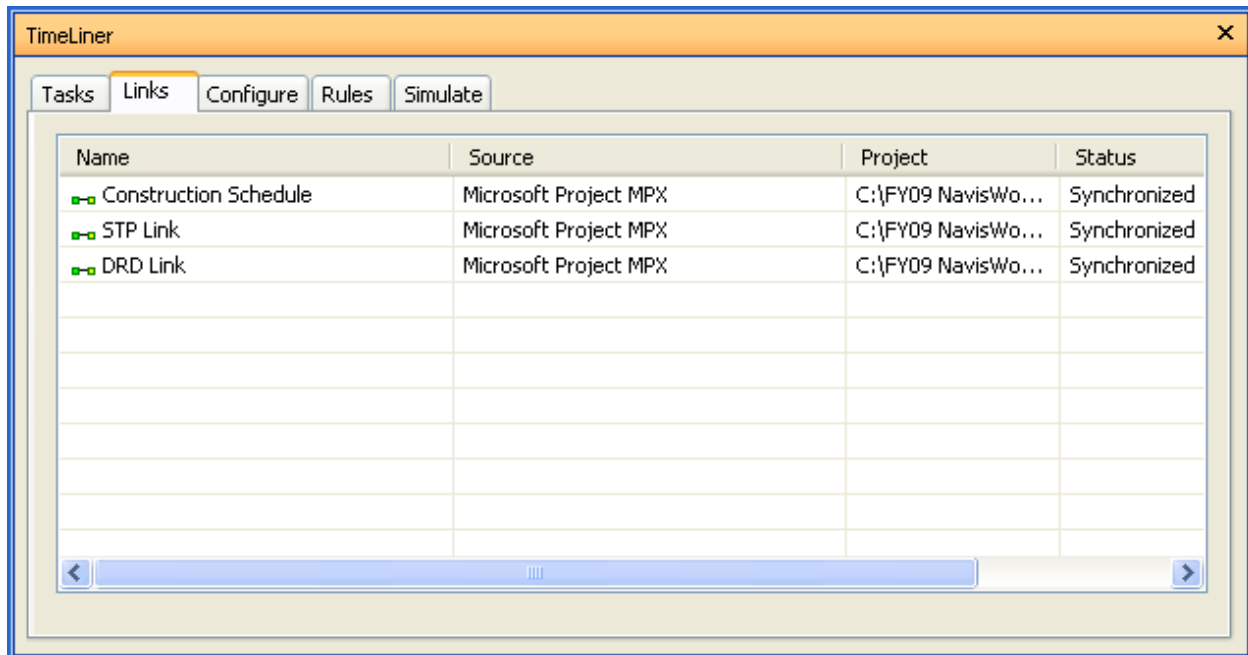 TimeLiner
Tasks Links Configure Rules Simulate
Name Source Project Status
Construction Schedule Microsoft Project MPX C:\FY09 NavisWo... Synchronized
STP Link Microsoft Project MPX C:\FY09 NavisWo... Synchronized
DRD Link Microsoft Project MPX C:\FY09 NavisWo... Synchronized